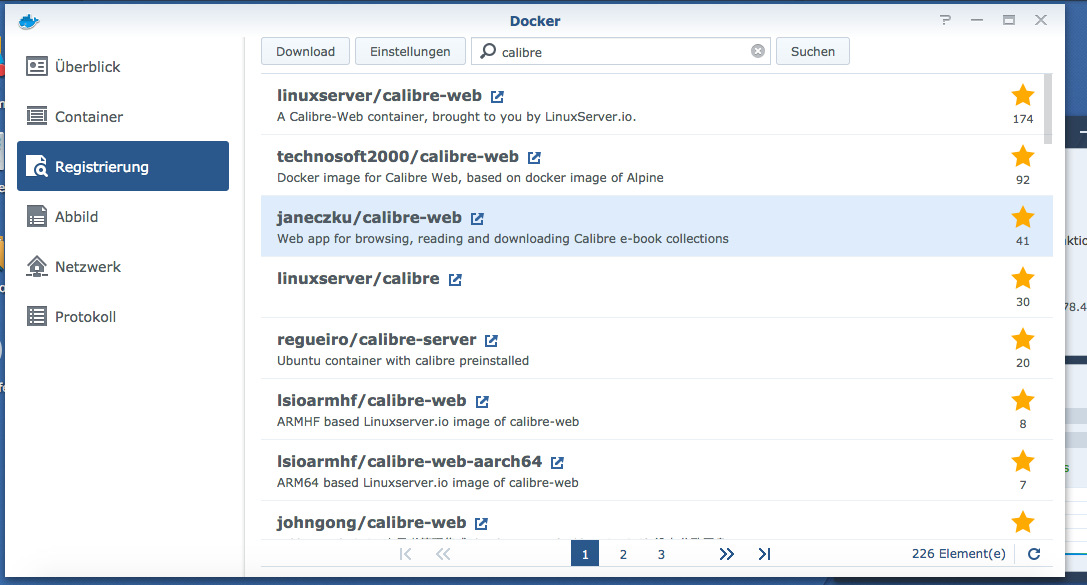 Docker
Download
Einstellungen
calibre
Suchen
Überblick
Container
Registrierung
Abbild
Netzwerk
Protokoll
linuxserver/calibre-web
A Calibre-Web container, brought to you by LinuxServer.io.
174
technosoft2000/calibre-web
Docker image for Calibre Web, based on docker image of Alpine
92
janeczku/calibre-web
Web app for browsing, reading and downloading Calibre e-book collections
41
linuxserver/calibre
30
regueiro/calibre-server
Ubuntu container with calibre preinstalled
20
lsioarmhf/calibre-web
ARMHF based Linuxserver.io image of calibre-web
8
lsioarmhf/calibre-web-aarch64
ARM64 based Linuxserver.io image of calibre-web
7
johngong/calibre-web
1 2 3
226 Element(e)
ktio
78.4